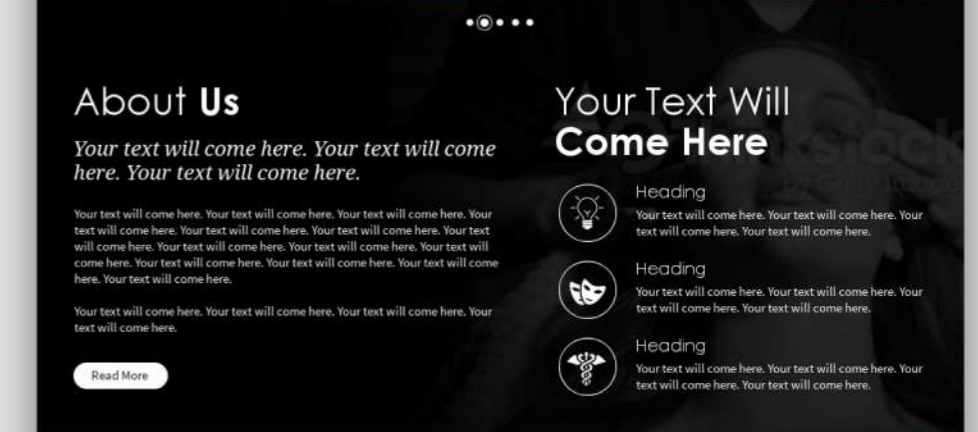 About Us
Your text will come here. Your text will come
here. Your text will come here.
Your text will come here. Your text will come here. Your text will come here. Your
text will come here. Your text will come here. Your text will come here. Your text
will come here. Your text will come here. Your text will come here. Your text will
come here. Your text will come here. Your text will come here. Your text will come
here. Your text will come here.
Your text will come here. Your text will come here. Your text will come here. Your
text will come here.
Read More
Your Text Will
Come Here
Heading
Your text will come here. Your text will come here. Your
text will come here. Your text will come here.
Heading
Your text will come here. Your text will come here. Your
text will come here. Your text will come here.
Heading
Your text will come here. Your text will come here. Your
text will come here. Your text will come here.